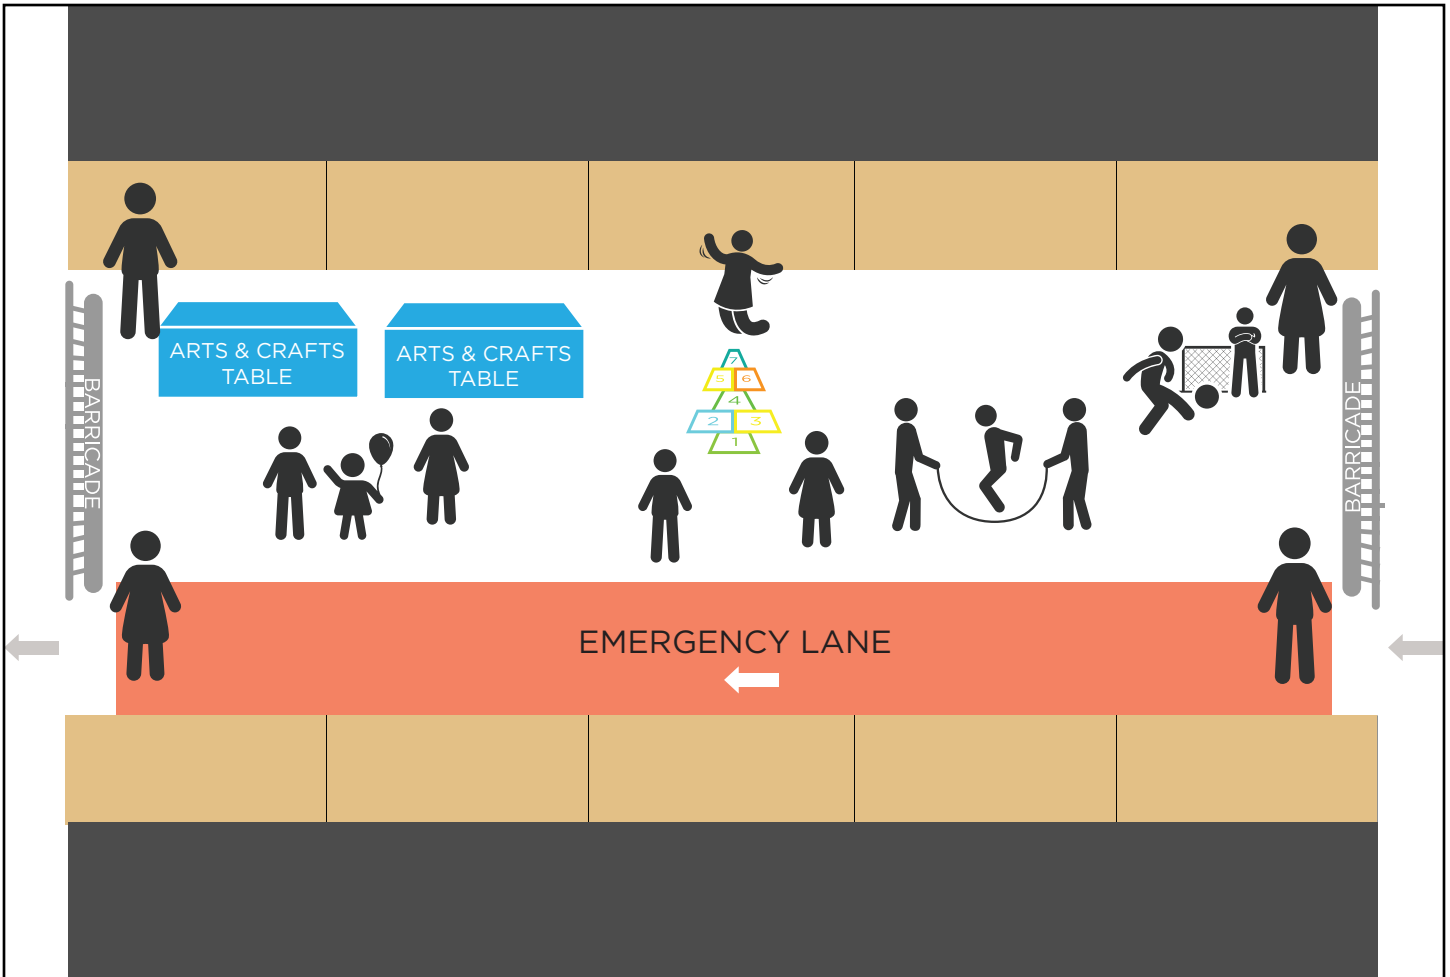 ARTS & CRAFTS
TABLE
ARTS & CRAFTS
TABLE
BARRICADE
BARRICADE
7
5 6
4
2 3
1
EMERGENCY LANE